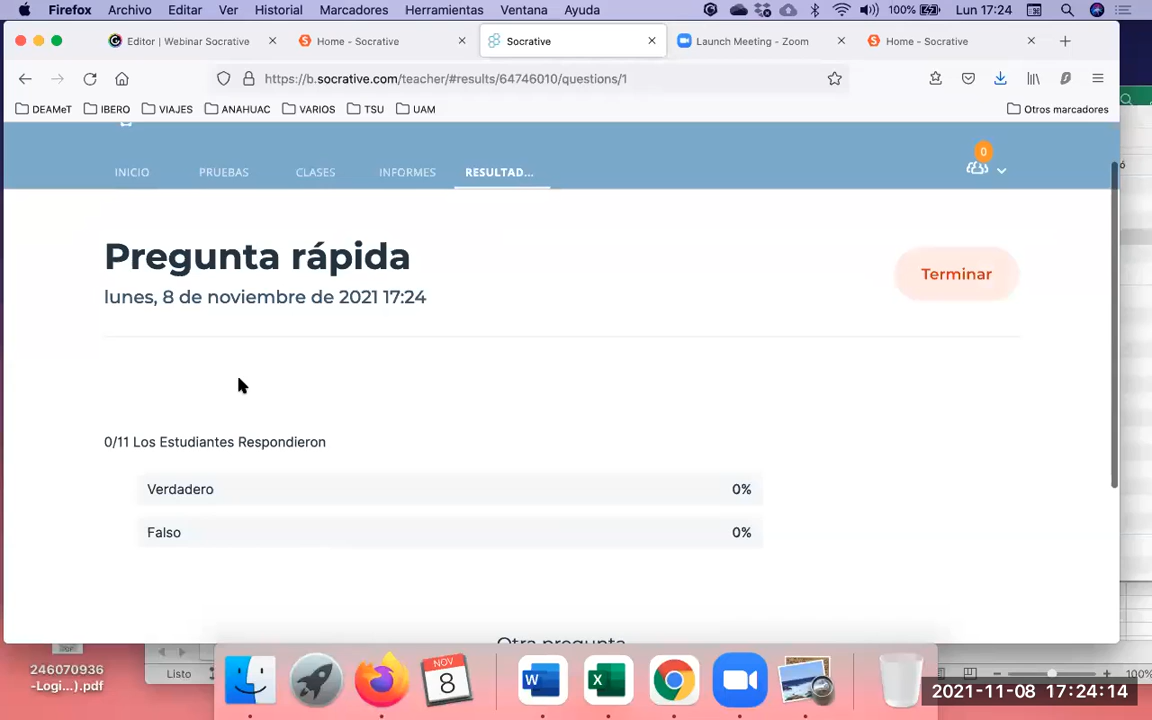 Firefox Archivo Editar Ver Historial Marcadores Herramientas Ventana Ayuda 100% Lun 17:24
Editor | Webinar Socrative Home - Socrative Socrative Launch Meeting - Zoom Home - Socrative
https://b.socrative.com/teacher/#results/64746010/questions/1
DEAMeT IBERO VIAJES ANAHUAC VARIOS TSU UAM Otros marcadores
0
INICIO PRUEBAS CLASES INFORMES RESULTAD...
Pregunta rápida
Terminar
lunes, 8 de noviembre de 2021 17:24
0/11 Los Estudiantes Respondieron
Verdadero 0%
Falso 0%
Otra pregunta
NOV
8
246070936
-Logi...).pdf
Listo
100%
2021-11-08 17:24:14